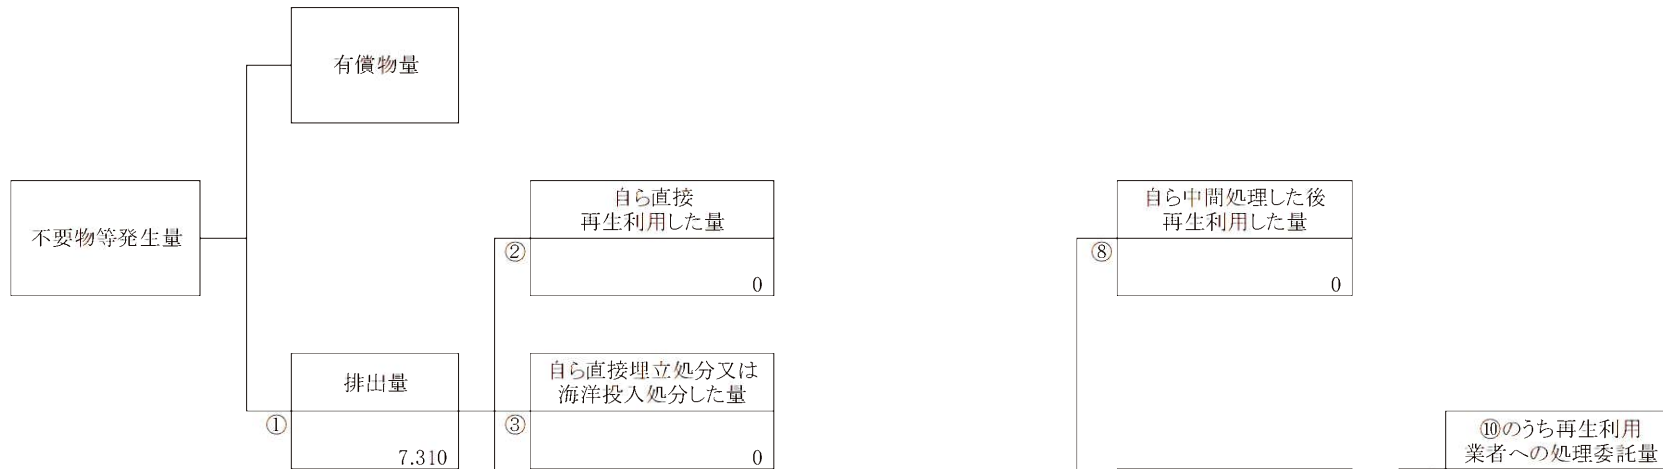 有償物量
不要物等発生量
自ら直接
再生利用した量
②
0
自ら中間処理した後
再生利用した量
⑧
0
排出量
①
7.310
自ら直接埋立処分又は
海洋投入処分した量
③
0
⑩のうち再生利用
業者への処理委託量